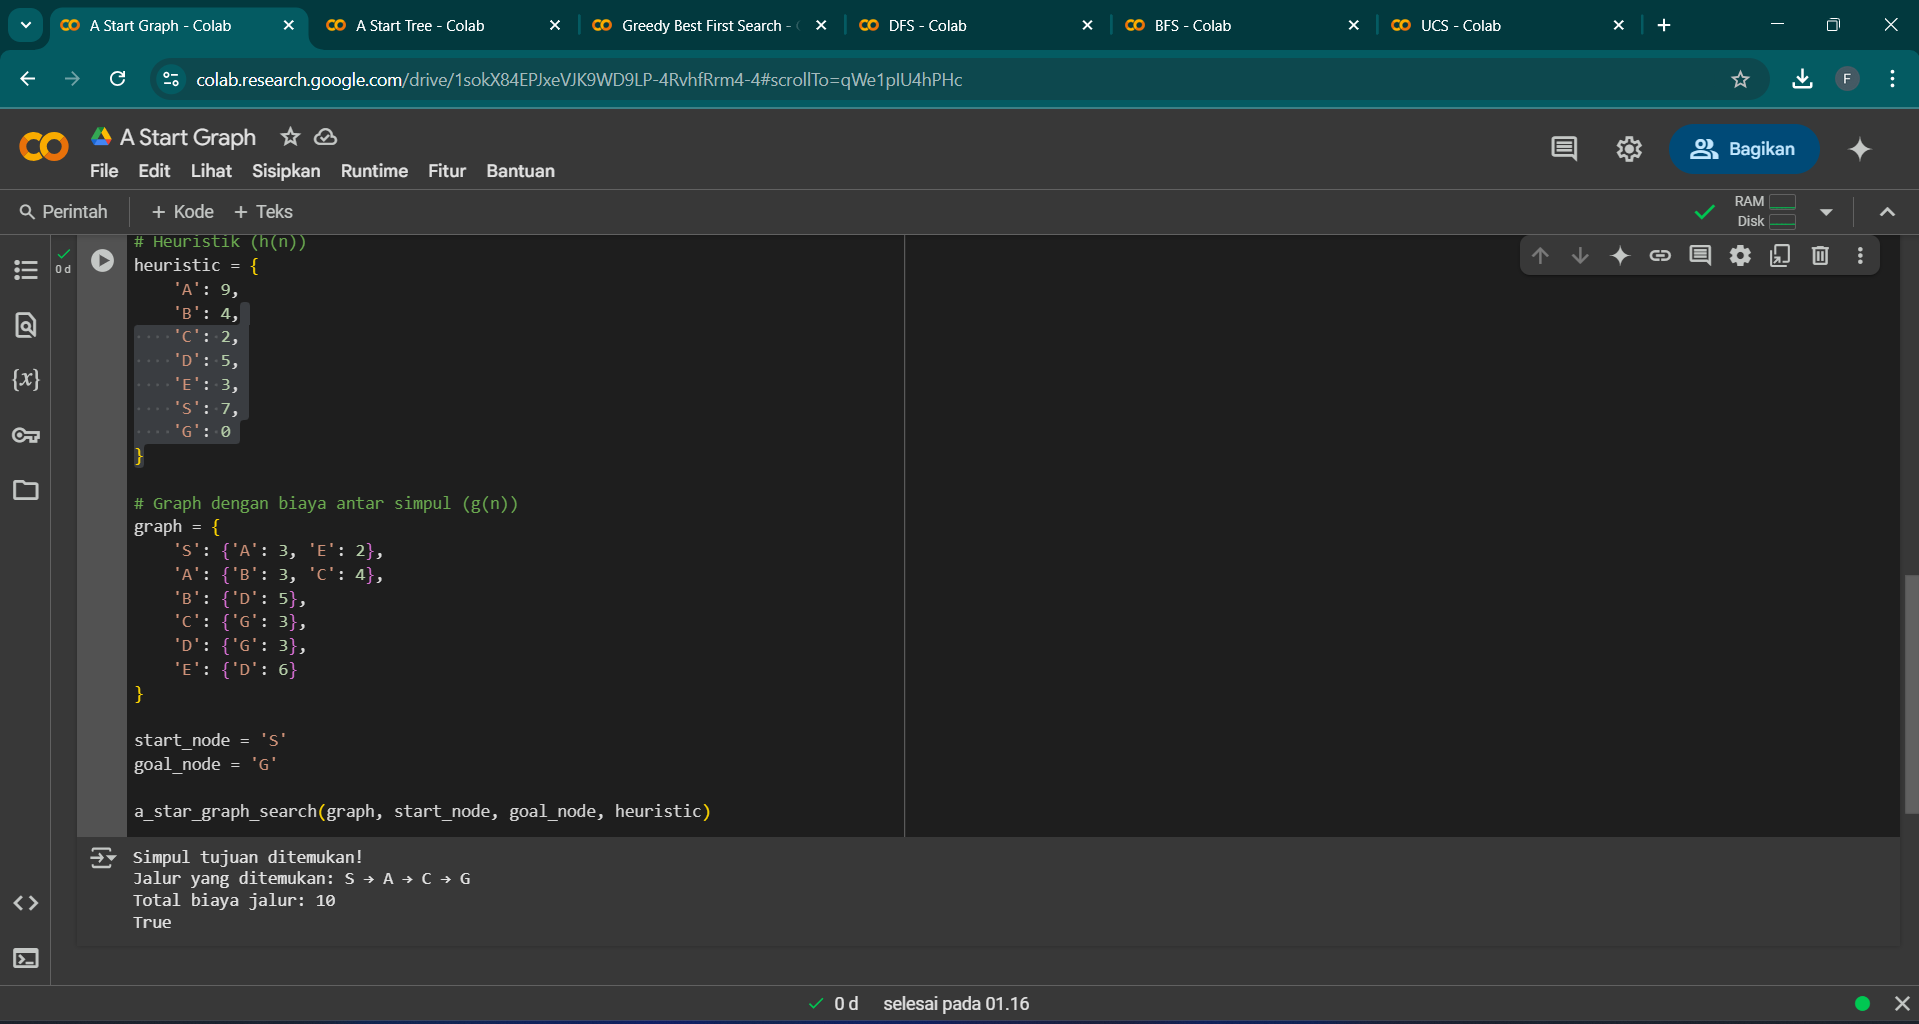 A Start Graph - Colab
A Start Tree - Colab
Greedy Best First Search -
DFS - Colab
BFS - Colab
UCS - Colab
colab.research.google.com/drive/1sokX84EPJxeVJK9WD9LP-4RvhfRrm4-4#scrollTo=qWe1pIU4hPHc
F
A Start Graph
File Edit Lihat Sisipkan Runtime Fitur Bantuan
Bagikan
Perintah
+ Kode + Teks
RAM
Disk
0 d
# Heuristik (h(n))
heuristic = {
    'A': 9,
    'B': 4,
    'C': 2,
    'D': 5,
    'E': 3,
    'S': 7,
    'G': 0
}
# Graph dengan biaya antar simpul (g(n))
graph = {
    'S': {'A': 3, 'E': 2},
    'A': {'B': 3, 'C': 4},
    'B': {'D': 5},
    'C': {'G': 3},
    'D': {'G': 3},
    'E': {'D': 6}
}
start_node = 'S'
goal_node = 'G'
a_star_graph_search(graph, start_node, goal_node, heuristic)
Simpul tujuan ditemukan!
Jalur yang ditemukan: S → A → C → G
Total biaya jalur: 10
True
0 d selesai pada 01.16